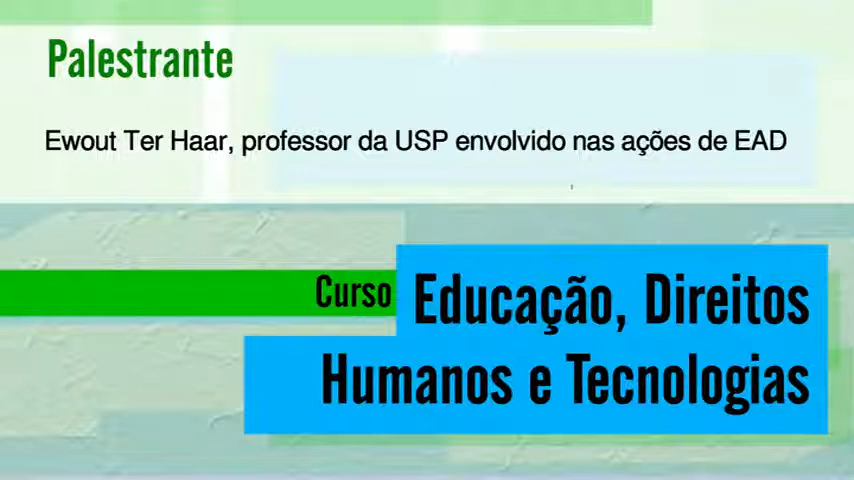 Palestrante
Ewout Ter Haar, professor da USP envolvido nas ações de EAD
Curso Educação, Direitos
Humanos e Tecnologias